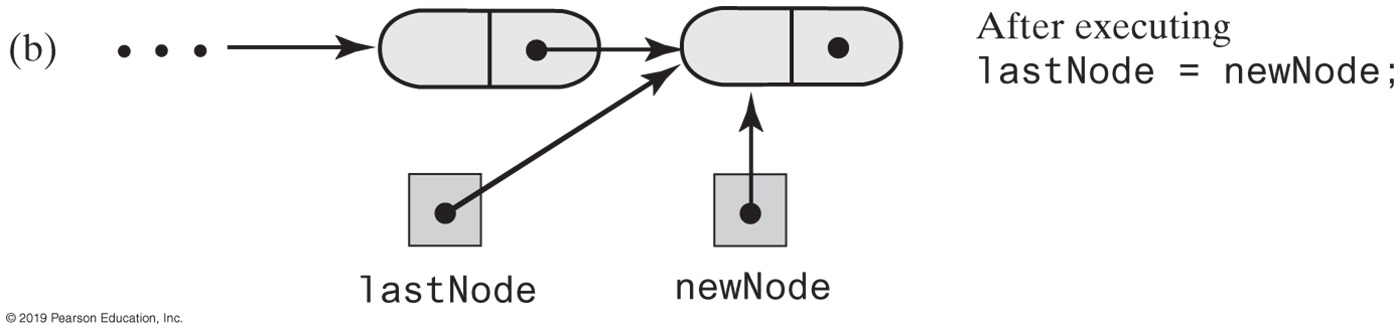 (b)
After executing
lastNode = newNode;
lastNode
newNode
© 2019 Pearson Education, Inc.